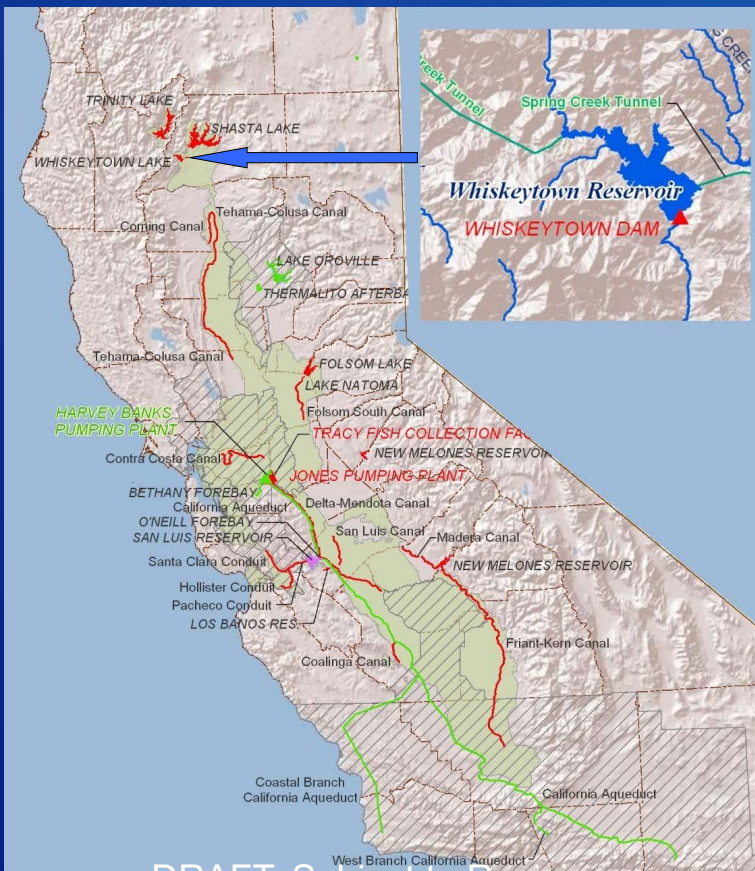 TRINITY LAKE
SHASTA LAKE
WHISKEYTOWN LAKE
Creek Tunnel
Spring Creek Tunnel
Whiskeytown Reservoir
WHISKEYTOWN DAM
Tehama-Colusa Canal
Corning Canal
LAKE OROVILLE
THERMALITO AFTERBA
Tehama-Colusa Canal
FOLSOM LAKE
LAKE NATOMA
Folsom South Canal
HARVEY BANKS
PUMPING PLANT
TRACY FISH COLLECTION FAC
Contra Costa Canal
NEW MELONES RESERVOIR
JONES PUMPING PLANT
BETHANY FOREBAY
California Aqueduct
Delta-Mendota Canal
O'NEILL FOREBAY
SAN LUIS RESERVOIR
San Luis Canal
Madera Canal
Santa Clara Conduit
NEW MELONES RESERVOIR
Hollister Conduit
Pacheco Conduit
LOS BANOS RES.
Friant-Kern Canal
Coalinga Canal
Coastal Branch
California Aqueduct
California Aqueduct
West Branch California Aqueduct